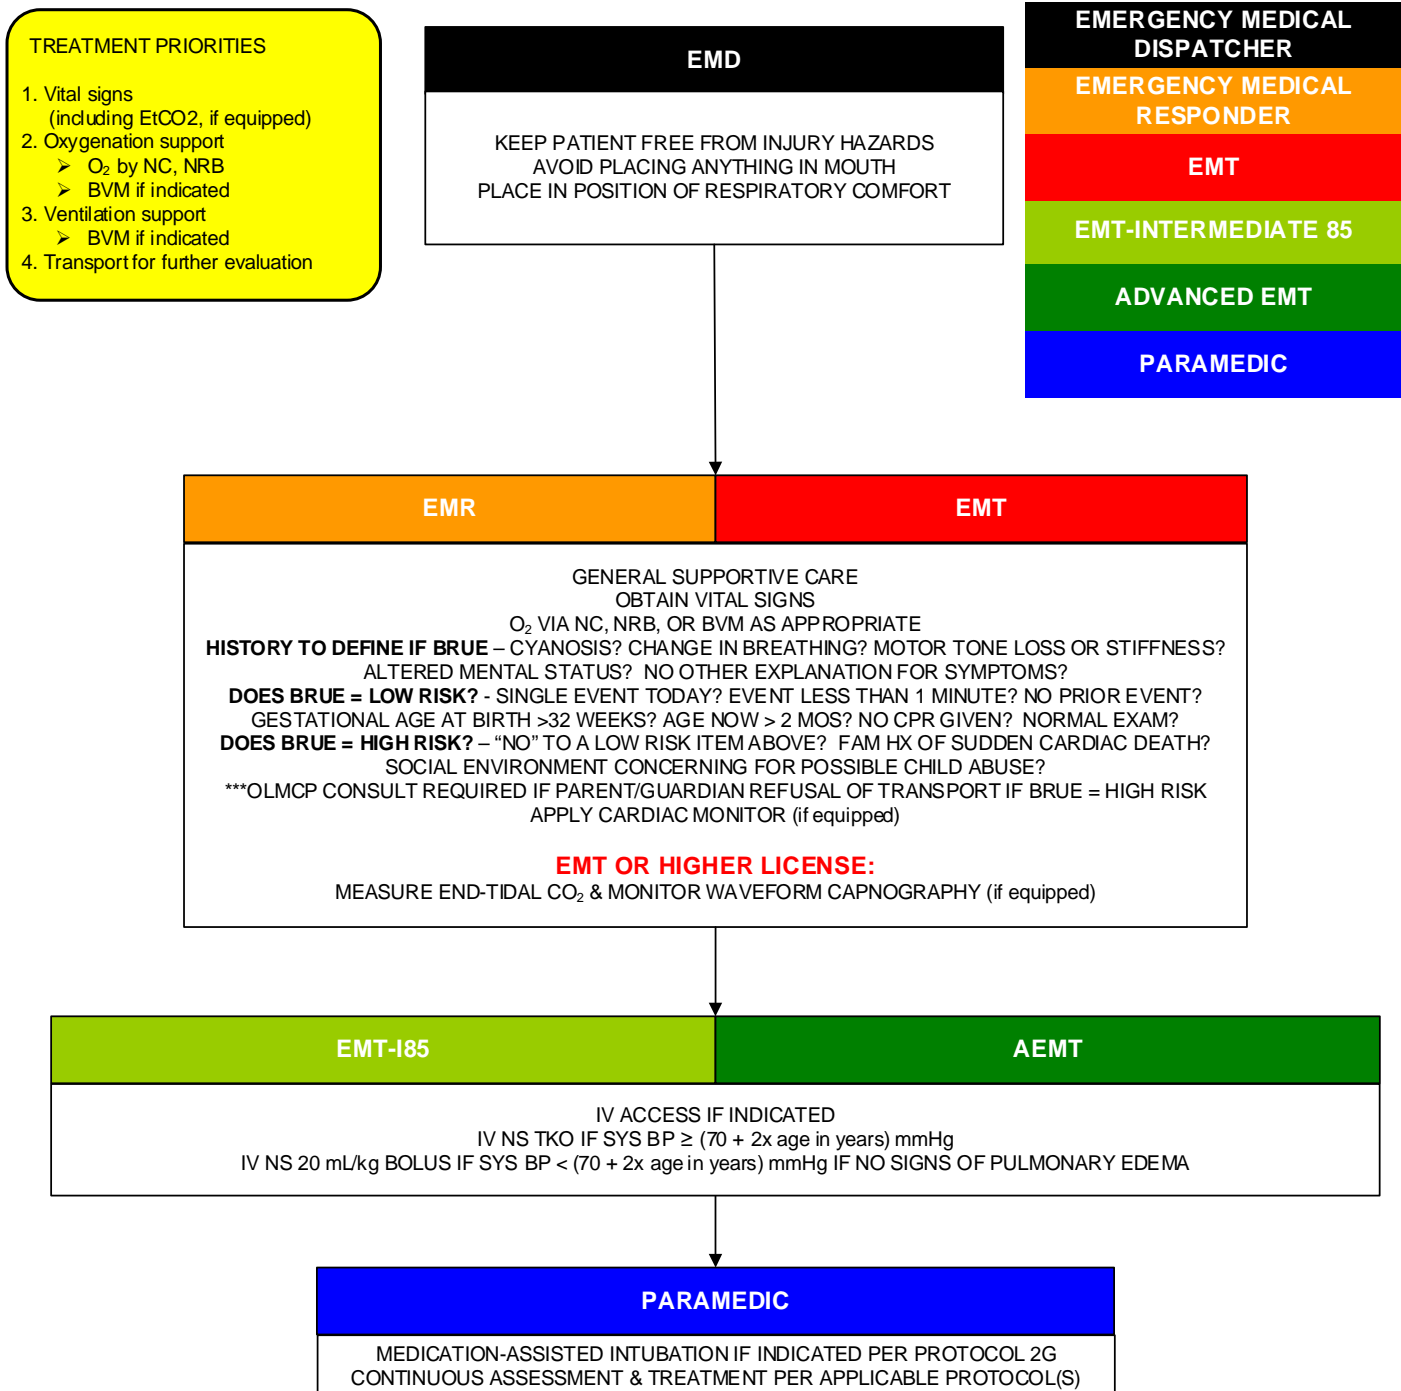 TREATMENT PRIORITIES
1. Vital signs
(including EtCO2, if equipped)
2. Oxygenation support
➢ O₂ by NC, NRB
➢ BVM if indicated
3. Ventilation support
➢ BVM if indicated
4. Transport for further evaluation
EMD
KEEP PATIENT FREE FROM INJURY HAZARDS
AVOID PLACING ANYTHING IN MOUTH
PLACE IN POSITION OF RESPIRATORY COMFORT
EMERGENCY MEDICAL
DISPATCHER
EMERGENCY MEDICAL
RESPONDER
EMT
EMT-INTERMEDIATE 85
ADVANCED EMT
PARAMEDIC
EMR
EMT
GENERAL SUPPORTIVE CARE
OBTAIN VITAL SIGNS
O₂ VIA NC, NRB, OR BVM AS APPROPRIATE
HISTORY TO DEFINE IF BRUE – CYANOSIS? CHANGE IN BREATHING? MOTOR TONE LOSS OR STIFFNESS?
ALTERED MENTAL STATUS? NO OTHER EXPLANATION FOR SYMPTOMS?
DOES BRUE = LOW RISK? - SINGLE EVENT TODAY? EVENT LESS THAN 1 MINUTE? NO PRIOR EVENT?
GESTATIONAL AGE AT BIRTH >32 WEEKS? AGE NOW > 2 MOS? NO CPR GIVEN? NORMAL EXAM?
DOES BRUE = HIGH RISK? – “NO” TO A LOW RISK ITEM ABOVE? FAM HX OF SUDDEN CARDIAC DEATH?
SOCIAL ENVIRONMENT CONCERNING FOR POSSIBLE CHILD ABUSE?
***OLMCP CONSULT REQUIRED IF PARENT/GUARDIAN REFUSAL OF TRANSPORT IF BRUE = HIGH RISK
APPLY CARDIAC MONITOR (if equipped)
EMT OR HIGHER LICENSE:
MEASURE END-TIDAL CO₂ & MONITOR WAVEFORM CAPNOGRAPHY (if equipped)
EMT-I85
AEMT
IV ACCESS IF INDICATED
IV NS TKO IF SYS BP ≥ (70 + 2x age in years) mmHg
IV NS 20 mL/kg BOLUS IF SYS BP < (70 + 2x age in years) mmHg IF NO SIGNS OF PULMONARY EDEMA
PARAMEDIC
MEDICATION-ASSISTED INTUBATION IF INDICATED PER PROTOCOL 2G
CONTINUOUS ASSESSMENT & TREATMENT PER APPLICABLE PROTOCOL(S)